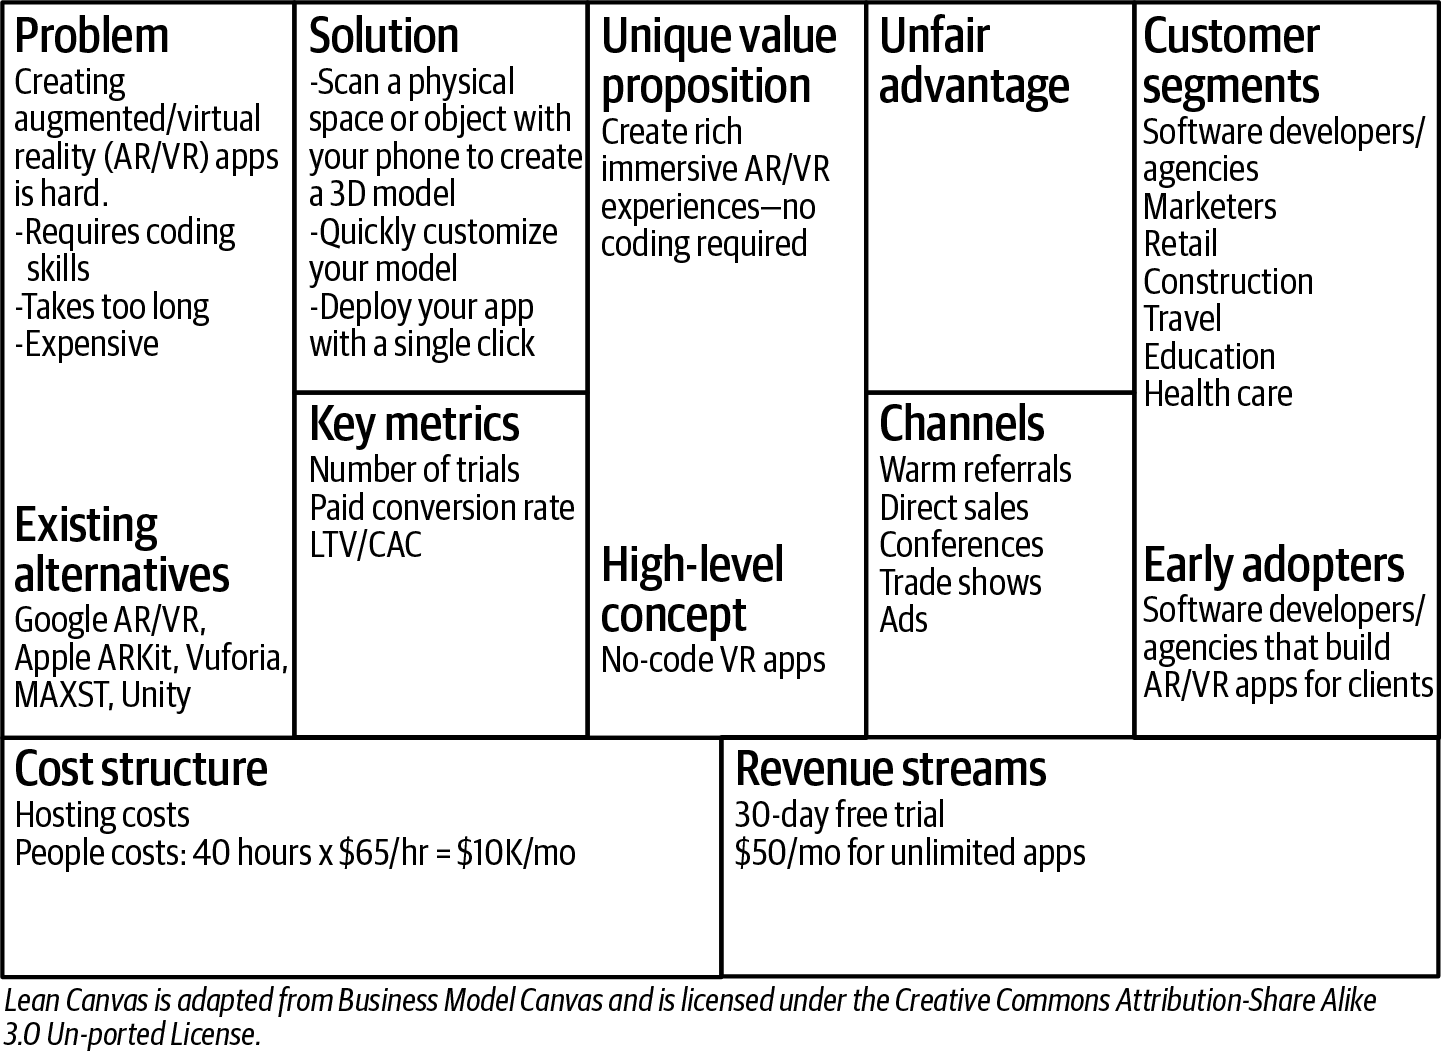 Problem
Creating
augmented/virtual
reality (AR/VR) apps
is hard.
-Requires coding
skills
-Takes too long
-Expensive
Existing
alternatives
Google AR/VR,
Apple ARKit, Vuforia,
MAXST, Unity
Solution
-Scan a physical
space or object with
your phone to create
a 3D model
-Quickly customize
your model
-Deploy your app
with a single click
Key metrics
Number of trials
Paid conversion rate
LTV/CAC
Unique value
proposition
Create rich
immersive AR/VR
experiences—no
coding required
High-level
concept
No-code VR apps
Unfair
advantage
Channels
Warm referrals
Direct sales
Conferences
Trade shows
Ads
Customer
segments
Software developers/
agencies
Marketers
Retail
Construction
Travel
Education
Health care
Early adopters
Software developers/
agencies that build
AR/VR apps for clients
Cost structure
Hosting costs
People costs: 40 hours x $65/hr = $10K/mo
Revenue streams
30-day free trial
$50/mo for unlimited apps
Lean Canvas is adapted from Business Model Canvas and is licensed under the Creative Commons Attribution-Share Alike
3.0 Un-ported License.